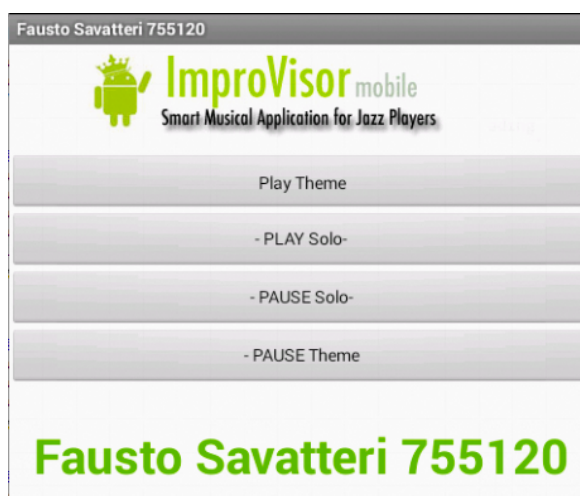 Fausto Savatteri 755120
ImproVisor mobile
Smart Musical Application for Jazz Players
Play Theme
- PLAY Solo-
- PAUSE Solo-
- PAUSE Theme
Fausto Savatteri 755120